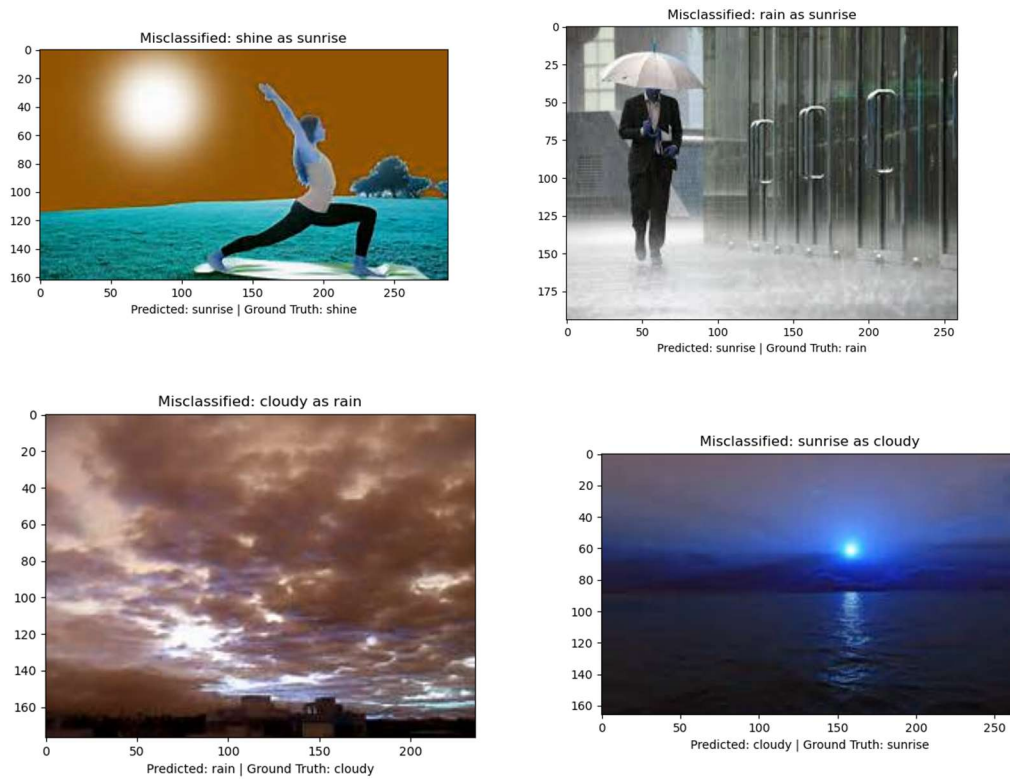 Misclassified: shine as sunrise
0
20
40
60
80
100
120
140
160
0 50 100 150 200 250
Predicted: sunrise | Ground Truth: shine
Misclassified: rain as sunrise
0
25
50
75
100
125
150
175
0 50 100 150 200 250
Predicted: sunrise | Ground Truth: rain
Misclassified: cloudy as rain
0
20
40
60
80
100
120
140
160
0 50 100 150 200
Predicted: rain | Ground Truth: cloudy
Misclassified: sunrise as cloudy
0
20
40
60
80
100
120
140
160
0 50 100 150 200 250
Predicted: cloudy | Ground Truth: sunrise